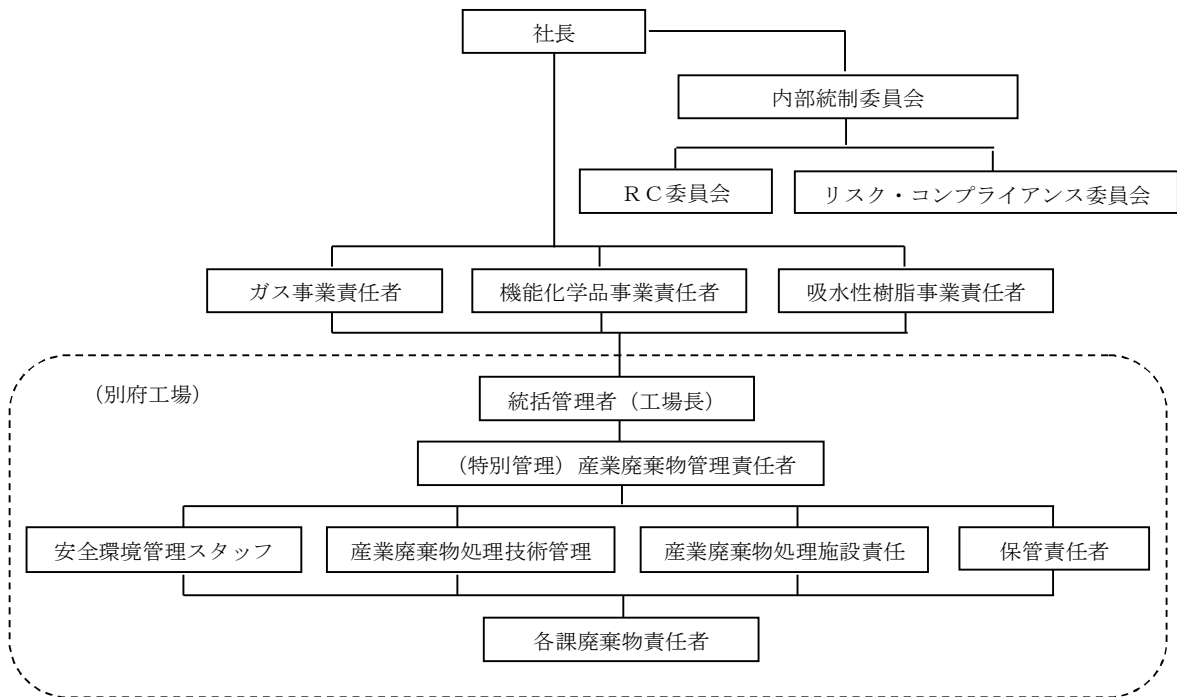 社長
内部統制委員会
ＲＣ委員会
リスク・コンプライアンス委員会
ガス事業責任者
機能化学品事業責任者
吸水性樹脂事業責任者
（別府工場）
統括管理者（工場長）
（特別管理）産業廃棄物管理責任者
安全環境管理スタッフ
産業廃棄物処理技術管理
産業廃棄物処理施設責任
保管責任者
各課廃棄物責任者